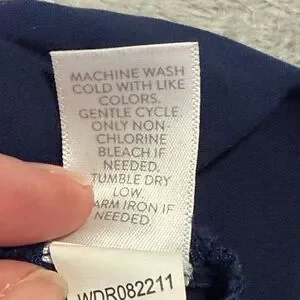 MACHINE WASH
COLD WITH LIKE
COLORS.
GENTLE CYCLE.
ONLY NON-
CHLORINE
BLEACH IF
NEEDED.
TUMBLE DRY
LOW.
ARM IRON IF
NEEDED.
WDR082211